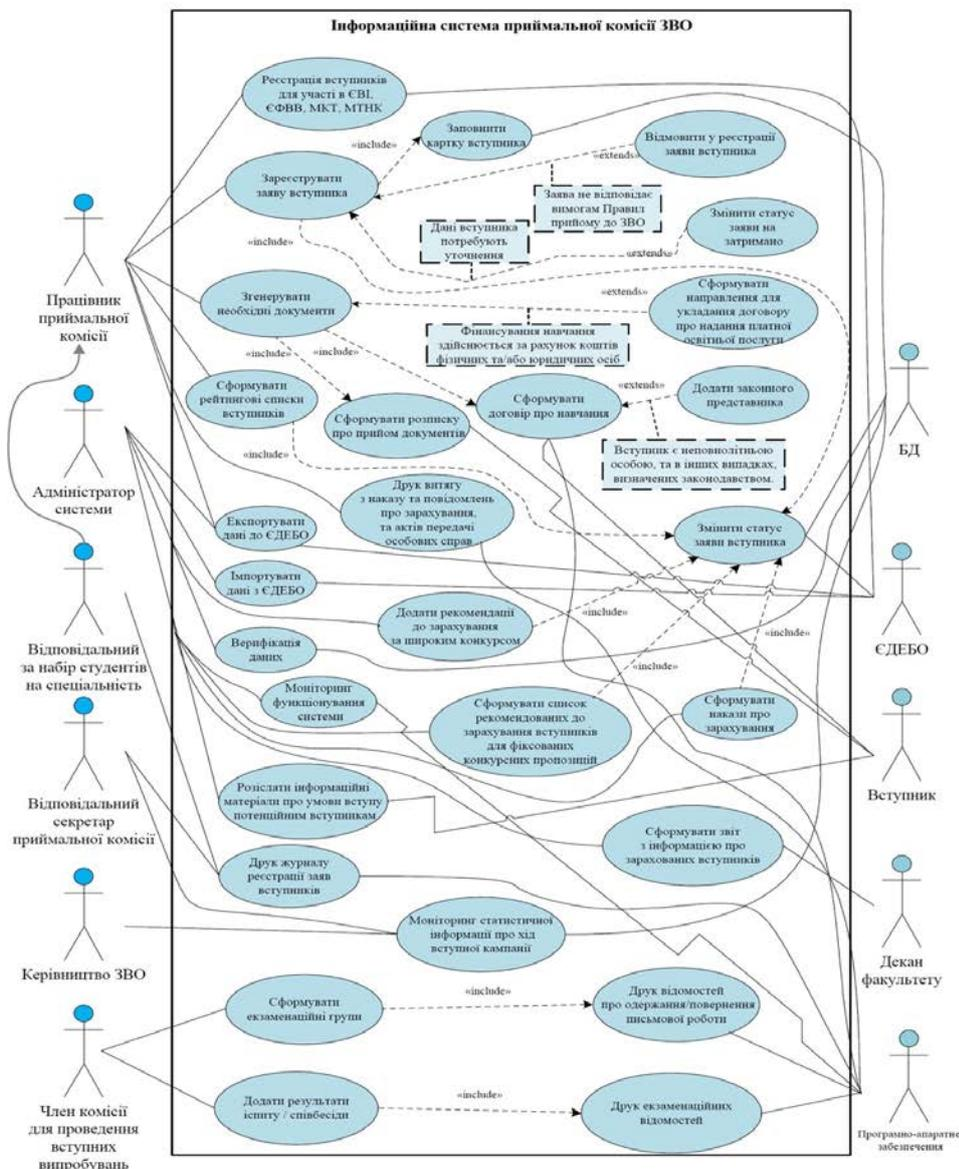 Інформаційна система приймальної комісії ЗВО
Реєстрація вступників
для участі в ЄВІ,
ЄФВВ, МКТ, МТНК
«include»
Заповнити
картку вступника
Відмовити у реєстрації
заяви вступника
«extends»
Зареєструвати
заяву вступника
Заява не відповідає
вимогам Правил
прийому до ЗВО
Дані вступника
потребують
уточнення
Змінити статус
заяви на
затримано
«include»
«extends»
Працівник
приймальної
комісії
Згенерувати
необхідні документи
«extends»
Сформувати
направлення для
укладання договору
про надання платної
освітньої послуги
Фінансування навчання
здійснюється за рахунок коштів
фізичних та/або юридичних осіб
«include»
«include»
Сформувати
рейтингові списки
вступників
Сформувати розписку
про прийом документів
Сформувати
договір про навчання
«extends»
Додати законного
представника
БД
«include»
Вступник є неповнолітньою
особою, та в інших випадках,
визначених законодавством.
Адміністратор
системи
Друк витягу
з наказу та повідомлень
про зарахування,
та актів передачі
особових справ
Експортувати
дані до ЄДЕБО
Змінити статус
заяви вступника
Імпортувати
дані з ЄДЕБО
Додати рекомендації
до зарахування
за широким конкурсом
«include»
«include»
Верифікація
даних
ЄДЕБО
Відповідальний
за набір студентів
на спеціальність
«include»
Моніторинг
функціонування
системи
Сформувати список
рекомендованих до
зарахування вступників
для фіксованих
конкурених пропозицій
Сформувати
накази про
зарахування
Відповідальний
секретар
приймальної комісії
Розіслати інформаційні
матеріали про умови вступу
потенційним вступникам
Вступник
Сформувати звіт
з інформацією про
зарахованих вступників
Друк журналу
реєстрації заяв
вступників
Моніторинг статистичної
інформації про хід
вступної кампанії
Керівництво ЗВО
Декан
факультету
Сформувати
екзаменаційні групи
«include»
Друк відомостей
про одержання/повернення
письмової роботи
Додати результати
іспиту / співбесіди
«include»
Друк екзаменаційних
відомостей
Член комісії
для проведення
вступних
випробувань
Програмно-апаратне
забезпечення